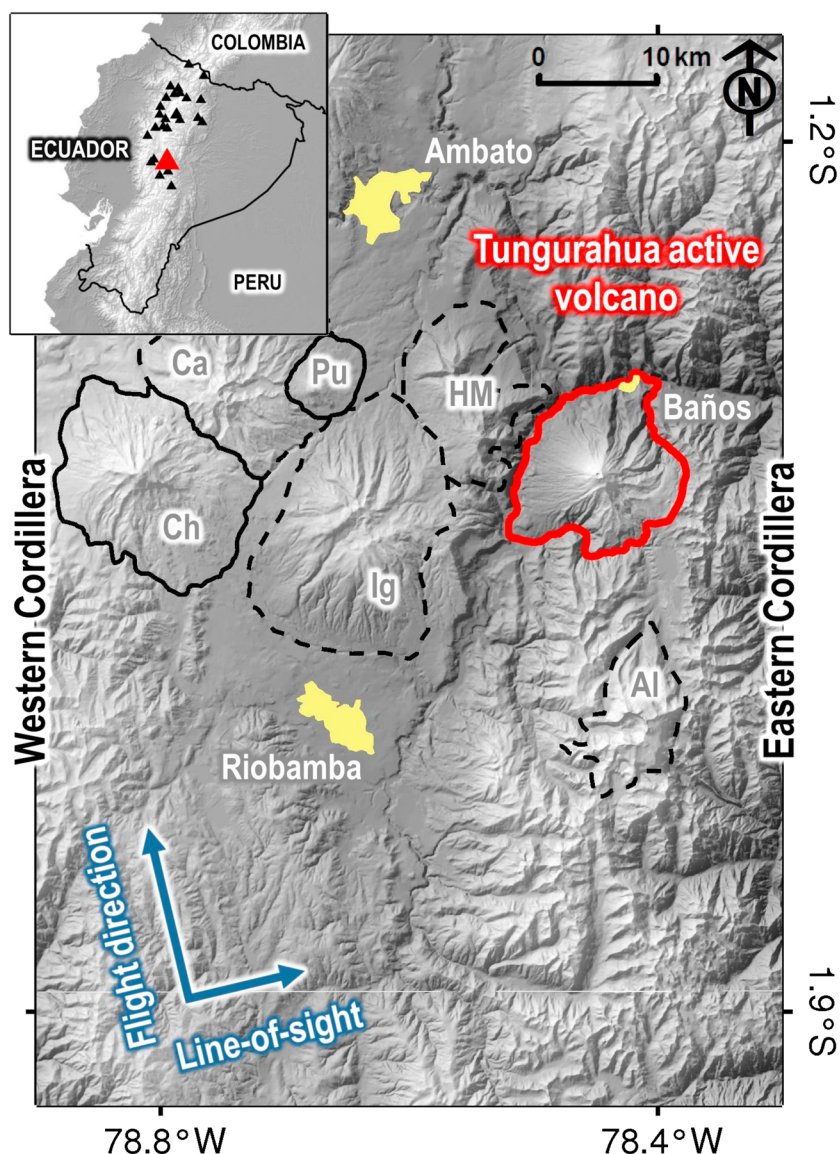 COLOMBIA
ECUADOR
PERU
0 10 km
N
1.2°S
Ambato
Tungurahua active
volcano
Ca
Pu
HM
Baños
Ch
Ig
Western Cordillera
Eastern Cordillera
Al
Riobamba
Flight direction
Line-of-sight
1.9°S
78.8°W 78.4°W